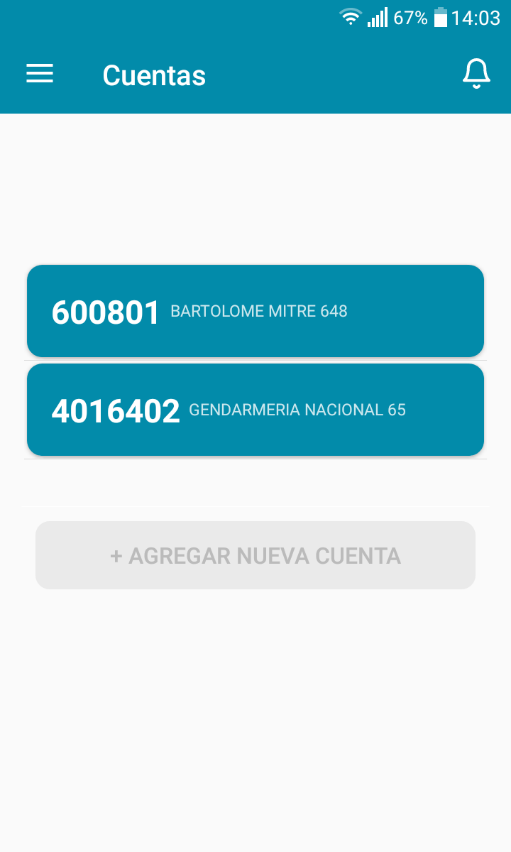 67% 14:03
Cuentas
600801 BARTOLOME MITRE 648
4016402 GENDARMERIA NACIONAL 65
+ AGREGAR NUEVA CUENTA